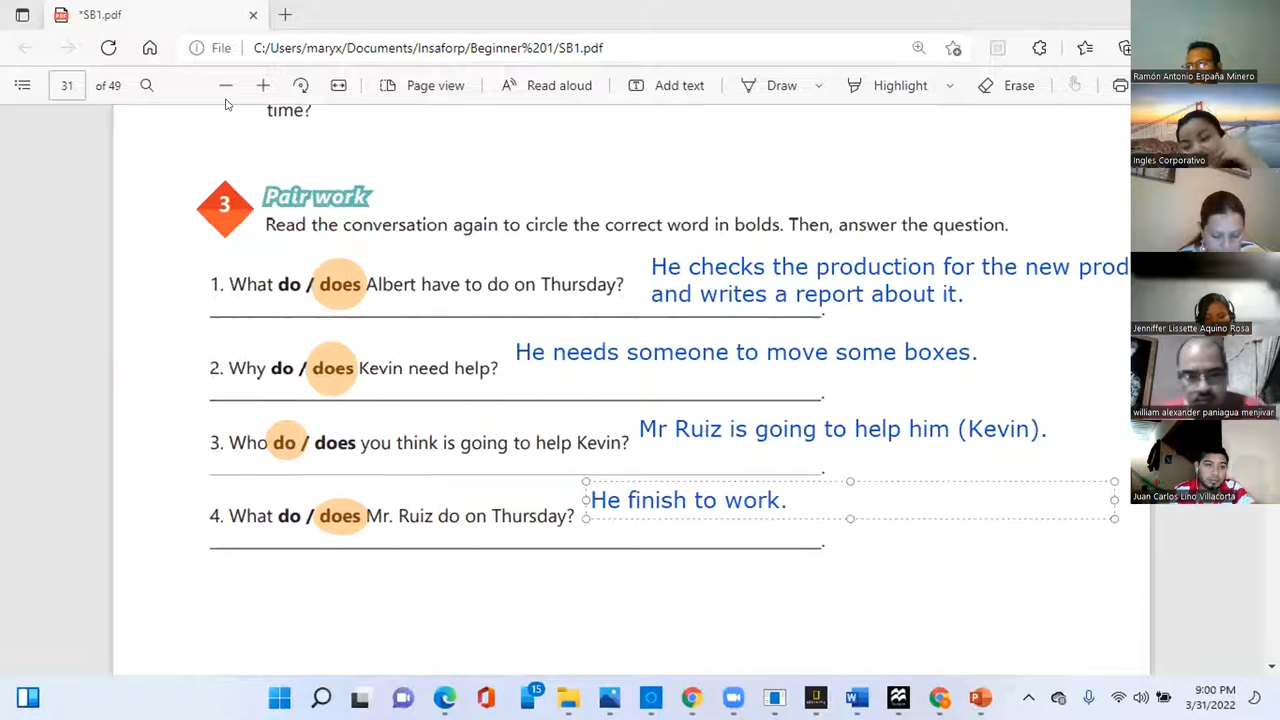 *SB1.pdf
File
C:/Users/maryx/Documents/Insaforp/Beginner%201/SB1.pdf
31 of 49
Page view
Read aloud
Add text
Draw
Highlight
Erase
time?
3 Pair work
Read the conversation again to circle the correct word in bolds. Then, answer the question.
1. What do / does Albert have to do on Thursday?
He checks the production for the new prod
and writes a report about it.
2. Why do / does Kevin need help?
He needs someone to move some boxes.
3. Who do / does you think is going to help Kevin?
Mr Ruiz is going to help him (Kevin).
4. What do / does Mr. Ruiz do on Thursday?
He finish to work.
Ramón Antonio España Minero
Ingles Corporativo
Jenniffer Lissette Aquino Rosa
william alexander paniagua menjivar
Juan Carlos Lino Villacorta
15
9:00 PM
3/31/2022